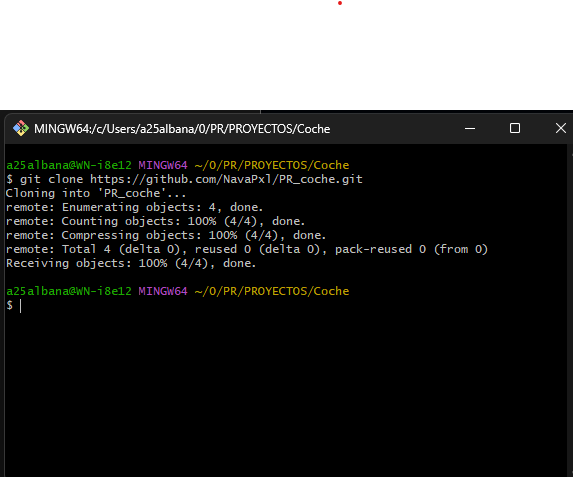 MINGW64:/c/Users/a25albana/0/PR/PROYECTOS/Coche
a25albana@WN-i8e12 MINGW64 ~/0/PR/PROYECTOS/Coche
$ git clone https://github.com/NavaPxl/PR_coche.git
Cloning into 'PR_coche'...
remote: Enumerating objects: 4, done.
remote: Counting objects: 100% (4/4), done.
remote: Compressing objects: 100% (4/4), done.
remote: Total 4 (delta 0), reused 0 (delta 0), pack-reused 0 (from 0)
Receiving objects: 100% (4/4), done.
a25albana@WN-i8e12 MINGW64 ~/0/PR/PROYECTOS/Coche
$